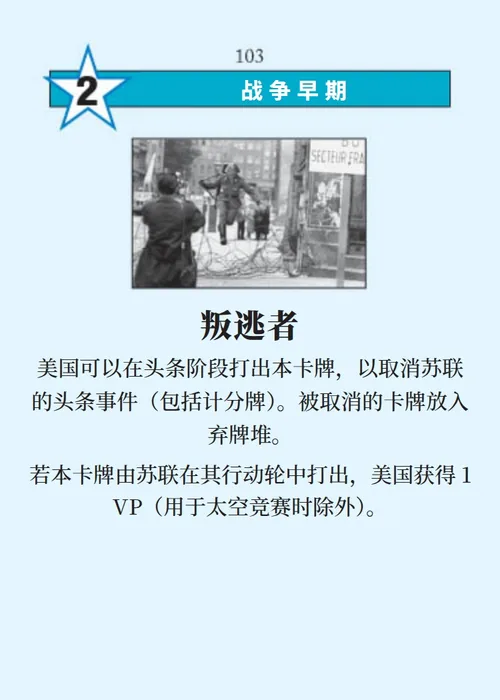 103
2
战争早期
SECTEUR FRA
叛逃者
美国可以在头条阶段打出本卡牌，以取消苏联
的头条事件（包括计分牌）。被取消的卡牌放入
弃牌堆。
若本卡牌由苏联在其行动轮中打出，美国获得 1
VP（用于太空竞赛时除外）。